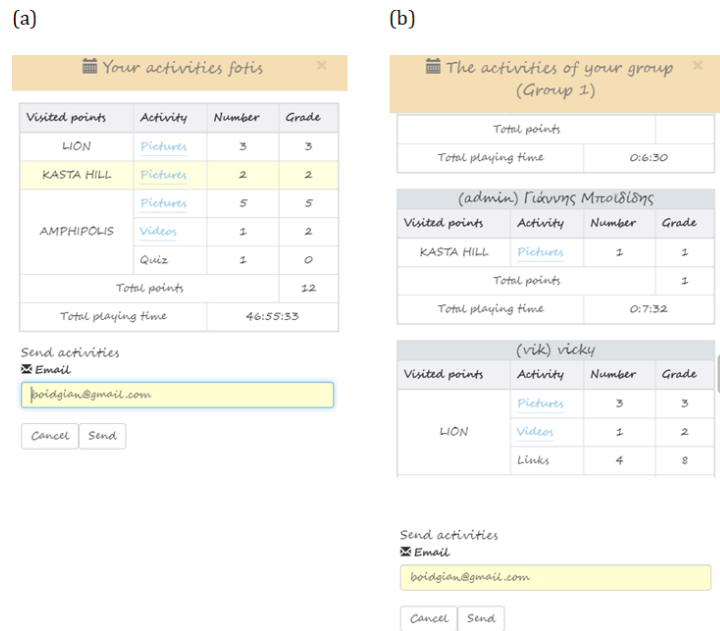 (a)
Your activities fotis ×
Visited points Activity Number Grade
LION Pictures 3 3
KASTA HILL Pictures 2 2
AMPHIPOLIS Pictures 5 5
Videos 1 2
Quiz 1 0
Total points 12
Total playing time 46:55:33
Send activities
Email
boidgian@gmail.com
Cancel Send
(b)
The activities of your group ×
(Group 1)
Total points
Total playing time 0:6:30
(admin) Γιάννης Μποϊδίδης
Visited points Activity Number Grade
KASTA HILL Pictures 1 1
Total points 1
Total playing time 0:7:32
(vik) vicky
Visited points Activity Number Grade
LION Pictures 3 3
Videos 1 2
Links 4 8
Send activities
Email
boidgian@gmail.com
Cancel Send